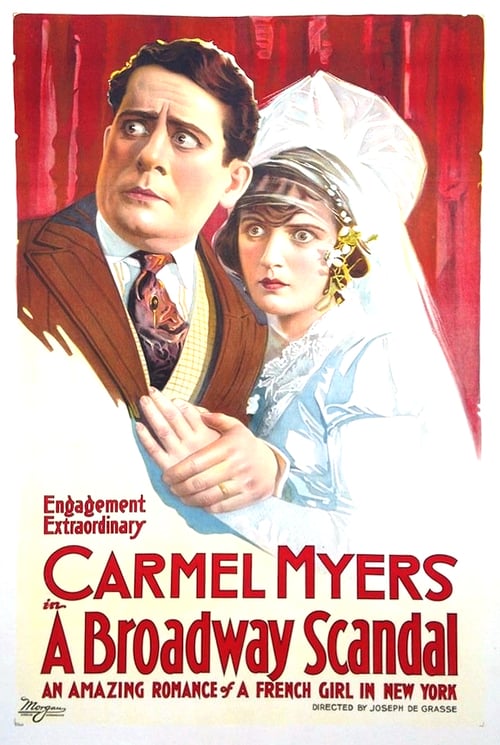 Engagement
Extraordinary
CARMEL MYERS
in
A Broadway Scandal
AN AMAZING ROMANCE of A FRENCH GIRL IN NEW YORK
DIRECTED BY JOSEPH DE GRASSE
Morgan